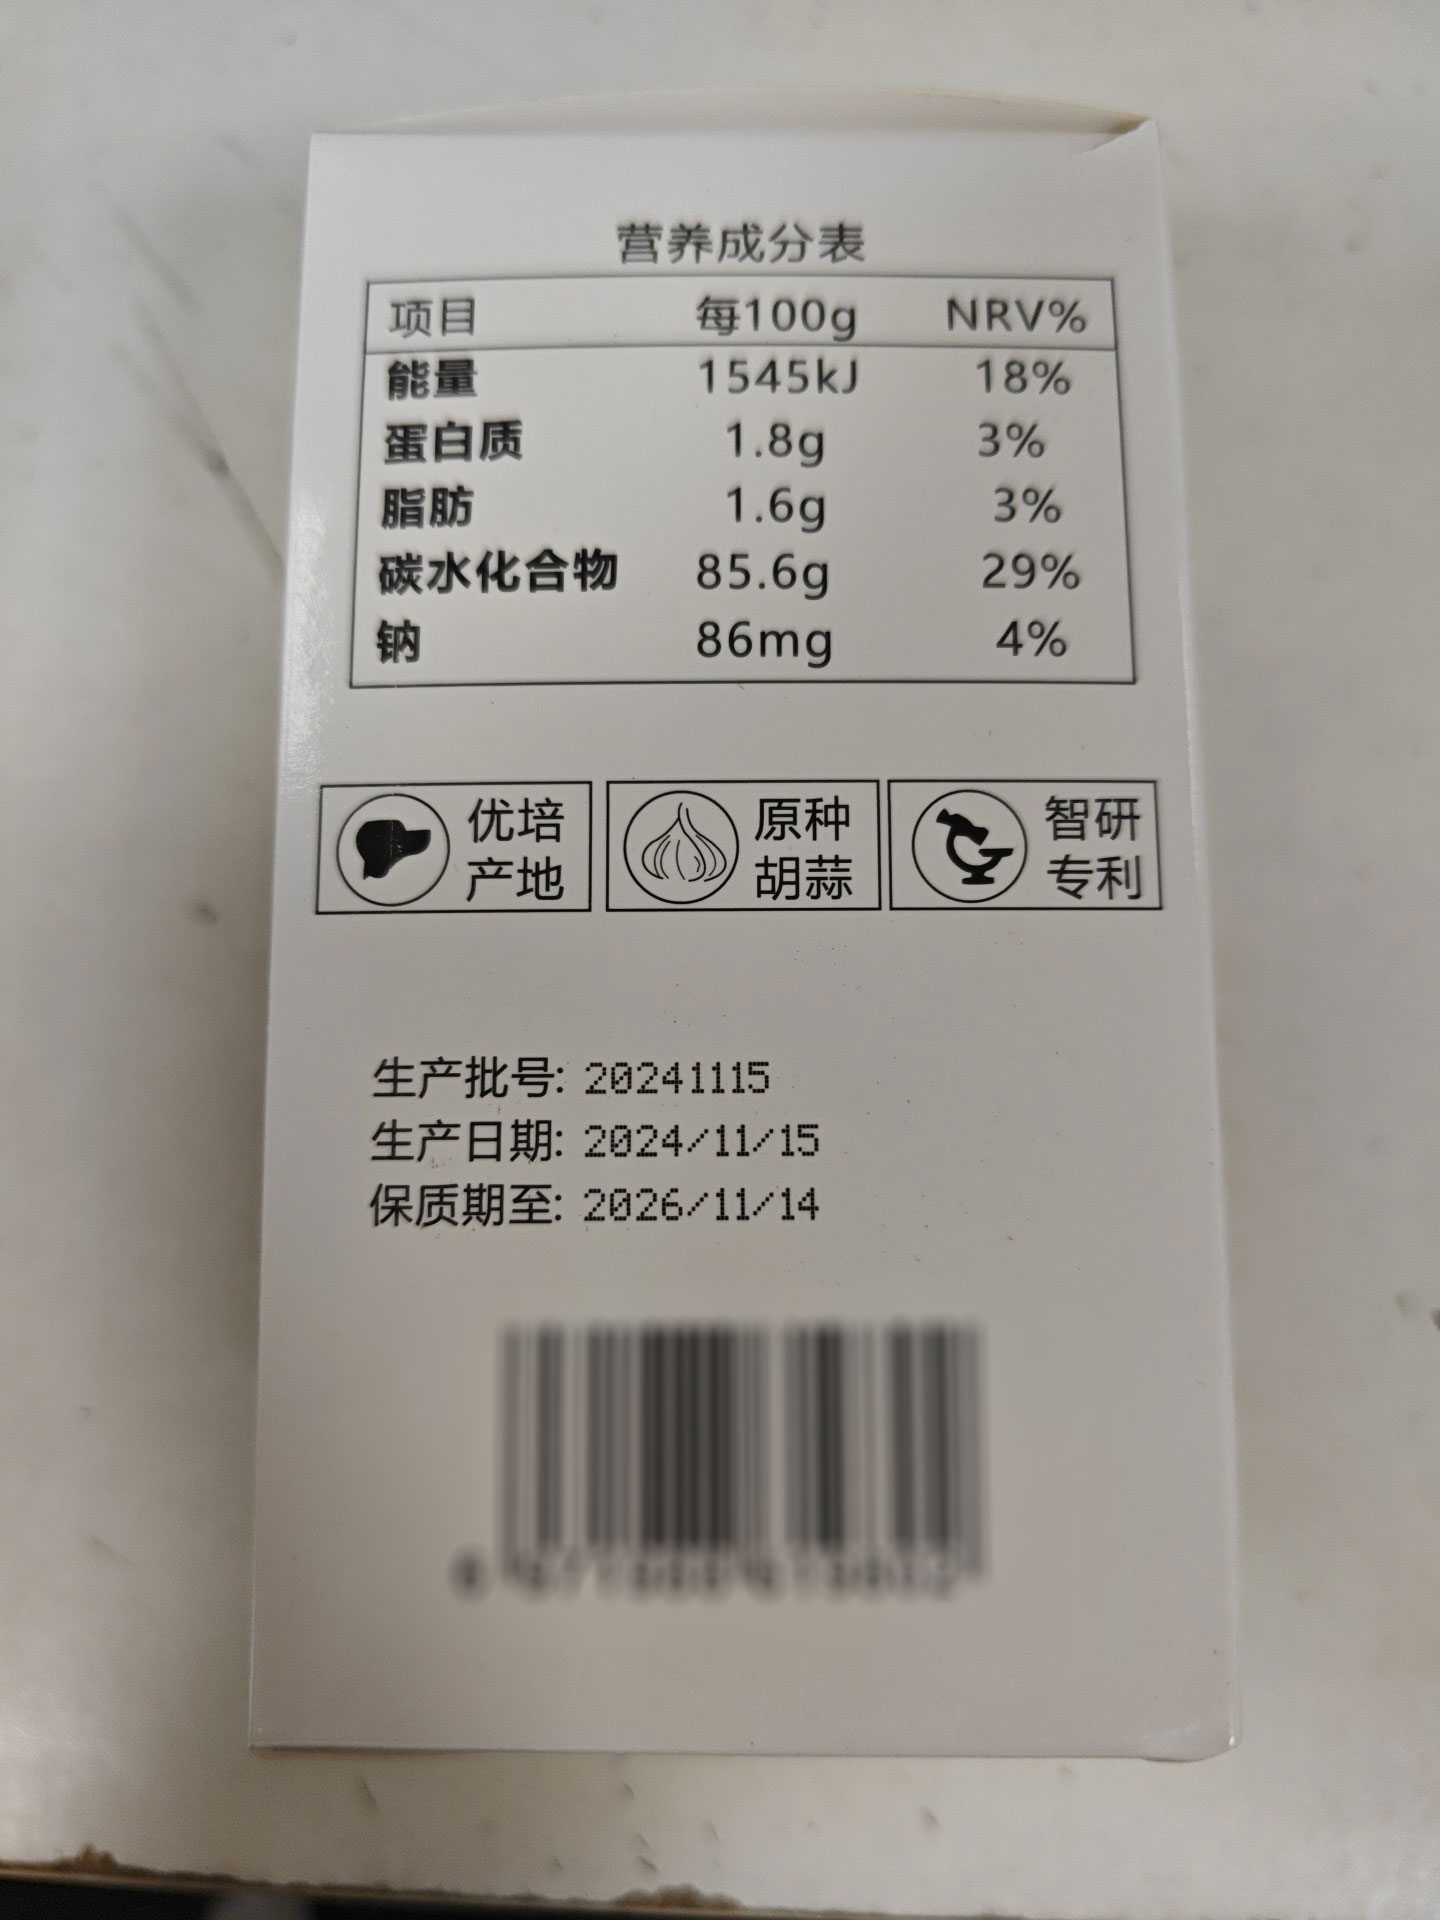 营养成分表
项目 每100g NRV%
能量 1545kJ 18%
蛋白质 1.8g 3%
脂肪 1.6g 3%
碳水化合物 85.6g 29%
钠 86mg 4%
优培
产地
原种
胡蒜
智研
专利
生产批号: 20241115
生产日期: 2024/11/15
保质期至: 2026/11/14